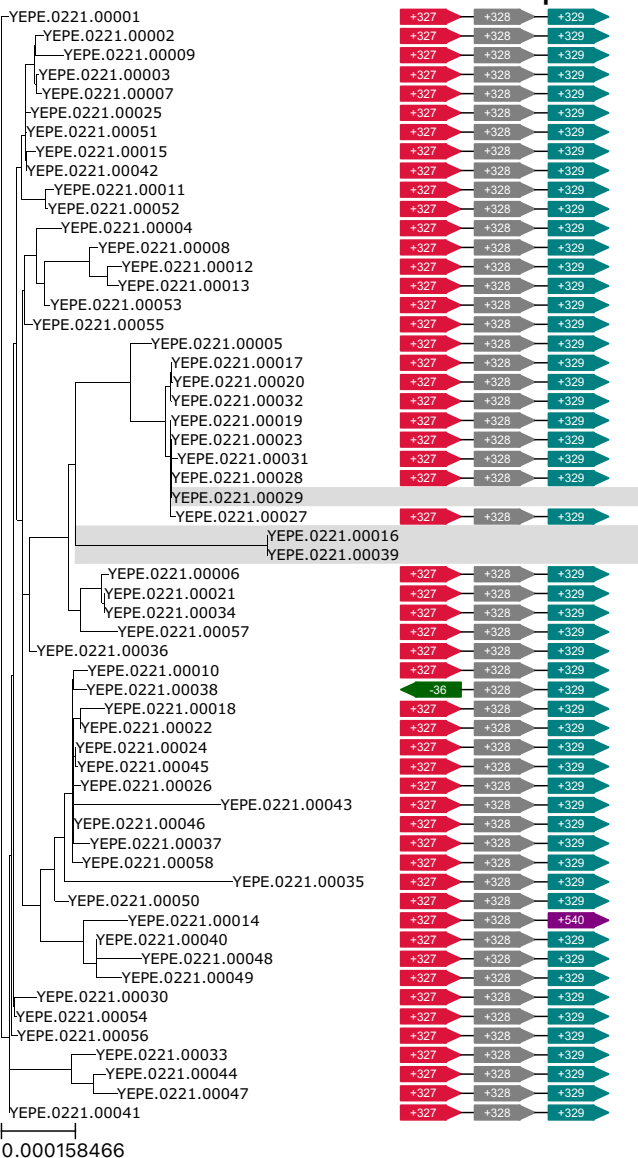 YEPE.0221.00001 +327 +328 +329
YEPE.0221.00002 +327 +328 +329
YEPE.0221.00009 +327 +328 +329
YEPE.0221.00003 +327 +328 +329
YEPE.0221.00007 +327 +328 +329
YEPE.0221.00025 +327 +328 +329
YEPE.0221.00051 +327 +328 +329
YEPE.0221.00015 +327 +328 +329
YEPE.0221.00042 +327 +328 +329
YEPE.0221.00011 +327 +328 +329
YEPE.0221.00052 +327 +328 +329
YEPE.0221.00004 +327 +328 +329
YEPE.0221.00008 +327 +328 +329
YEPE.0221.00012 +327 +328 +329
YEPE.0221.00013 +327 +328 +329
YEPE.0221.00053 +327 +328 +329
YEPE.0221.00055 +327 +328 +329
YEPE.0221.00005 +327 +328 +329
YEPE.0221.00017 +327 +328 +329
YEPE.0221.00020 +327 +328 +329
YEPE.0221.00032 +327 +328 +329
YEPE.0221.00019 +327 +328 +329
YEPE.0221.00023 +327 +328 +329
YEPE.0221.00031 +327 +328 +329
YEPE.0221.00028 +327 +328 +329
YEPE.0221.00029
YEPE.0221.00027 +327 +328 +329
YEPE.0221.00016
YEPE.0221.00039
YEPE.0221.00006 +327 +328 +329
YEPE.0221.00021 +327 +328 +329
YEPE.0221.00034 +327 +328 +329
YEPE.0221.00057 +327 +328 +329
YEPE.0221.00036 +327 +328 +329
YEPE.0221.00010 +327 +328 +329
YEPE.0221.00038 -36 +328 +329
YEPE.0221.00018 +327 +328 +329
YEPE.0221.00022 +327 +328 +329
YEPE.0221.00024 +327 +328 +329
YEPE.0221.00045 +327 +328 +329
YEPE.0221.00026 +327 +328 +329
YEPE.0221.00043 +327 +328 +329
YEPE.0221.00046 +327 +328 +329
YEPE.0221.00037 +327 +328 +329
YEPE.0221.00058 +327 +328 +329
YEPE.0221.00035 +327 +328 +329
YEPE.0221.00050 +327 +328 +329
YEPE.0221.00014 +327 +328 +540
YEPE.0221.00040 +327 +328 +329
YEPE.0221.00048 +327 +328 +329
YEPE.0221.00049 +327 +328 +329
YEPE.0221.00030 +327 +328 +329
YEPE.0221.00054 +327 +328 +329
YEPE.0221.00056 +327 +328 +329
YEPE.0221.00033 +327 +328 +329
YEPE.0221.00044 +327 +328 +329
YEPE.0221.00047 +327 +328 +329
YEPE.0221.00041 +327 +328 +329
0.000158466